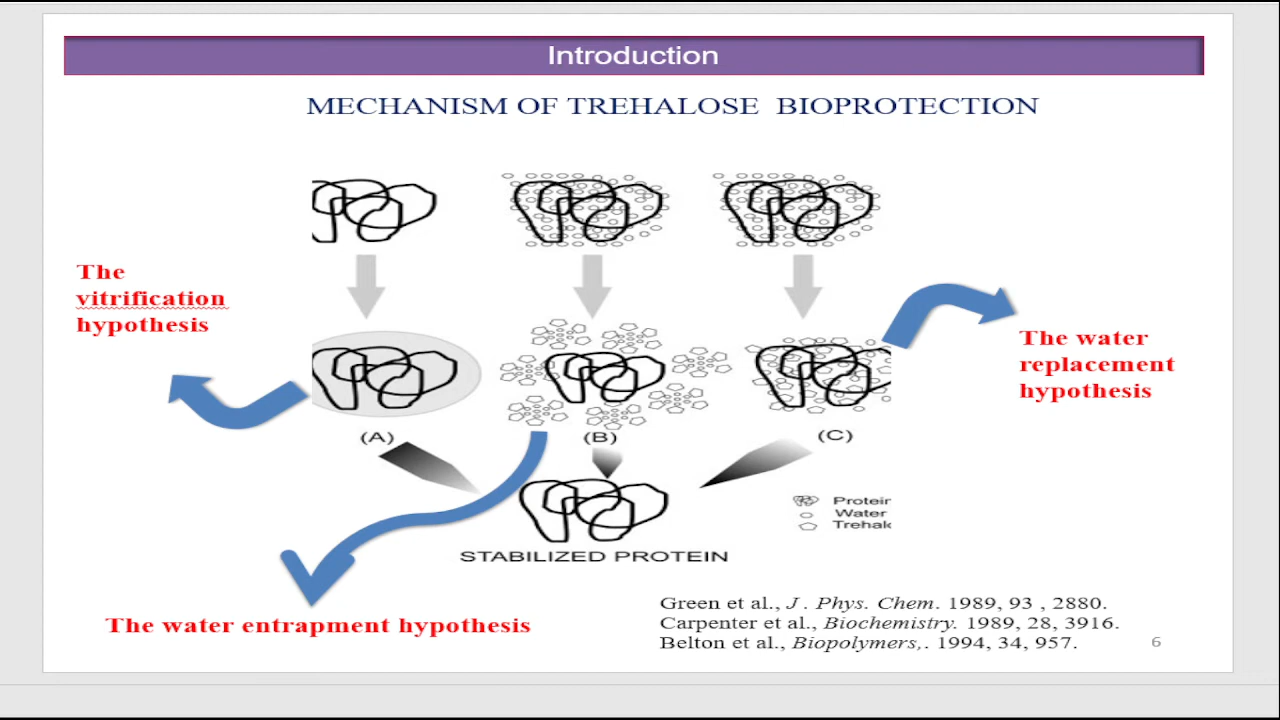 Introduction
MECHANISM OF TREHALOSE BIOPROTECTION
The
vitrification
hypothesis
The water
replacement
hypothesis
(A)
(B)
(C)
Protein
Water
Trehal
STABILIZED PROTEIN
Green et al., J . Phys. Chem. 1989, 93 , 2880.
The water entrapment hypothesis
Carpenter et al., Biochemistry. 1989, 28, 3916.
Belton et al., Biopolymers,. 1994, 34, 957.
6